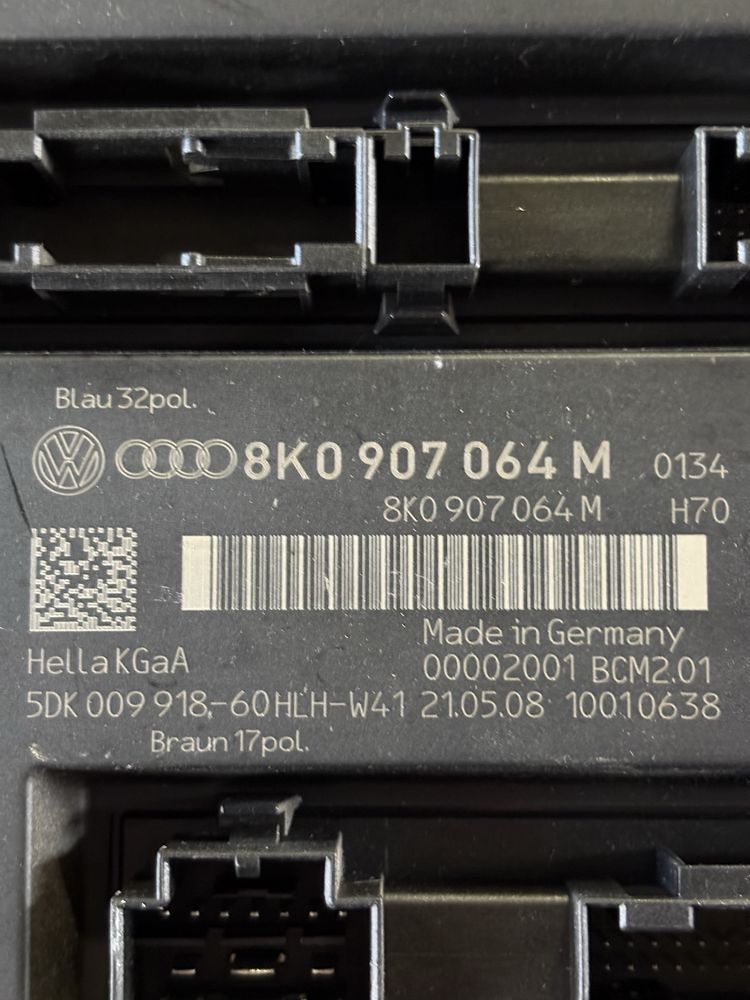 Blau 32pol.
8K0 907 064 M 0134
8K0 907 064 M H70
Made in Germany
Hella KGaA 00002001 BCM2.01
5DK 009 918-60 HLH-W41 21.05.08 10010638
Braun 17pol.